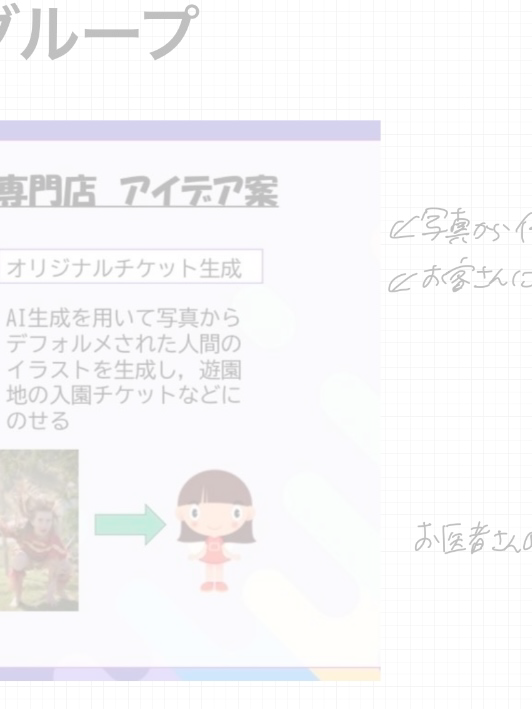 グループ
専門店 アイデア案
オリジナルチケット生成
AI生成を用いて写真から
デフォルメされた人間の
イラストを生成し，遊園
地の入園チケットなどに
のせる
写真から
お客さんに
お医者さんの